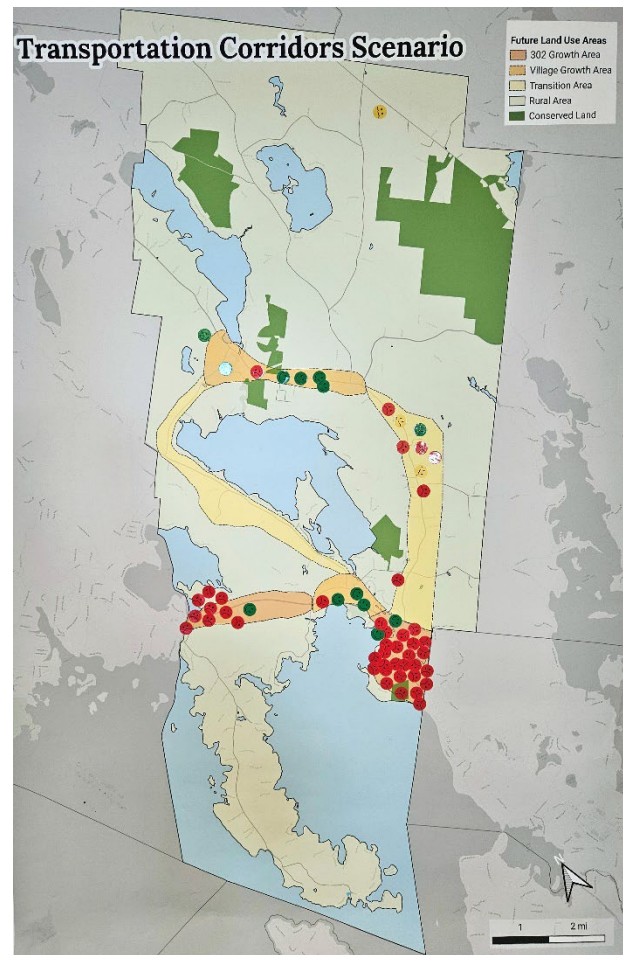 Transportation Corridors Scenario
Future Land Use Areas
302 Growth Area
Village Growth Area
Transition Area
Rural Area
Conserved Land
1 2 mi